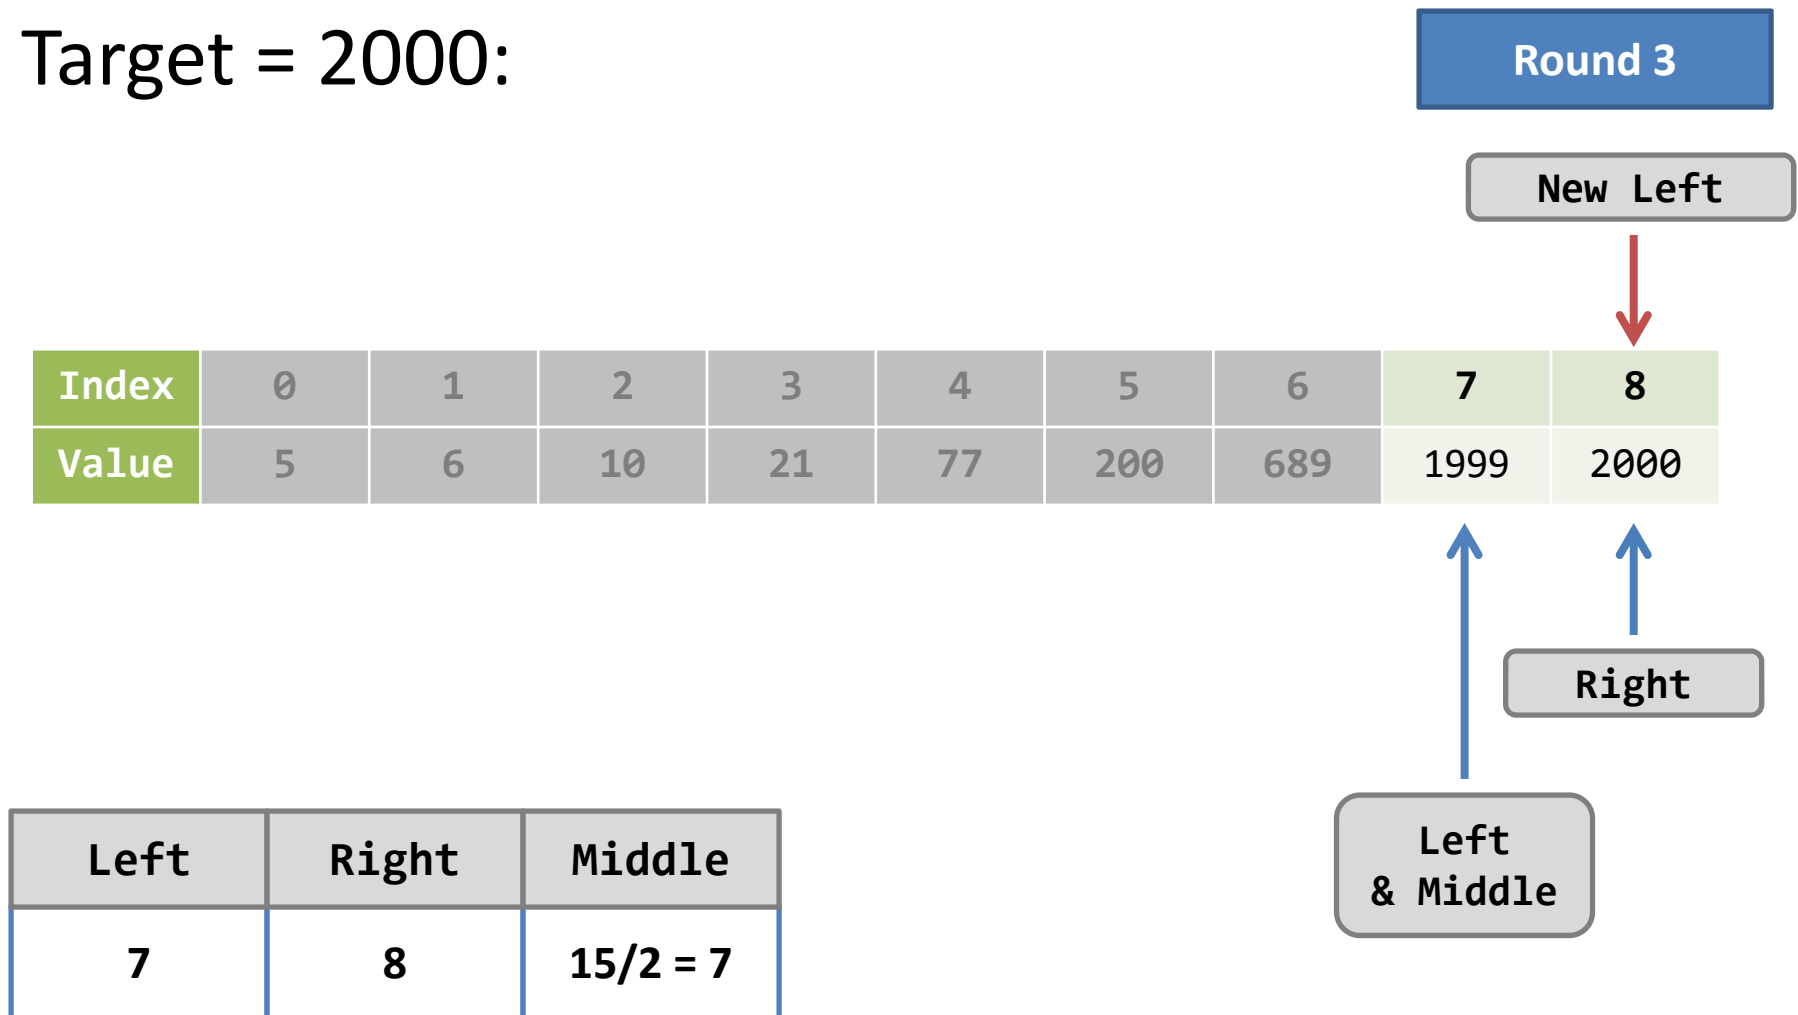 Target = 2000:
Round 3
New Left
Index 0 1 2 3 4 5 6 7 8
Value 5 6 10 21 77 200 689 1999 2000
Right
Left
& Middle
Left Right Middle
7 8 15/2 = 7